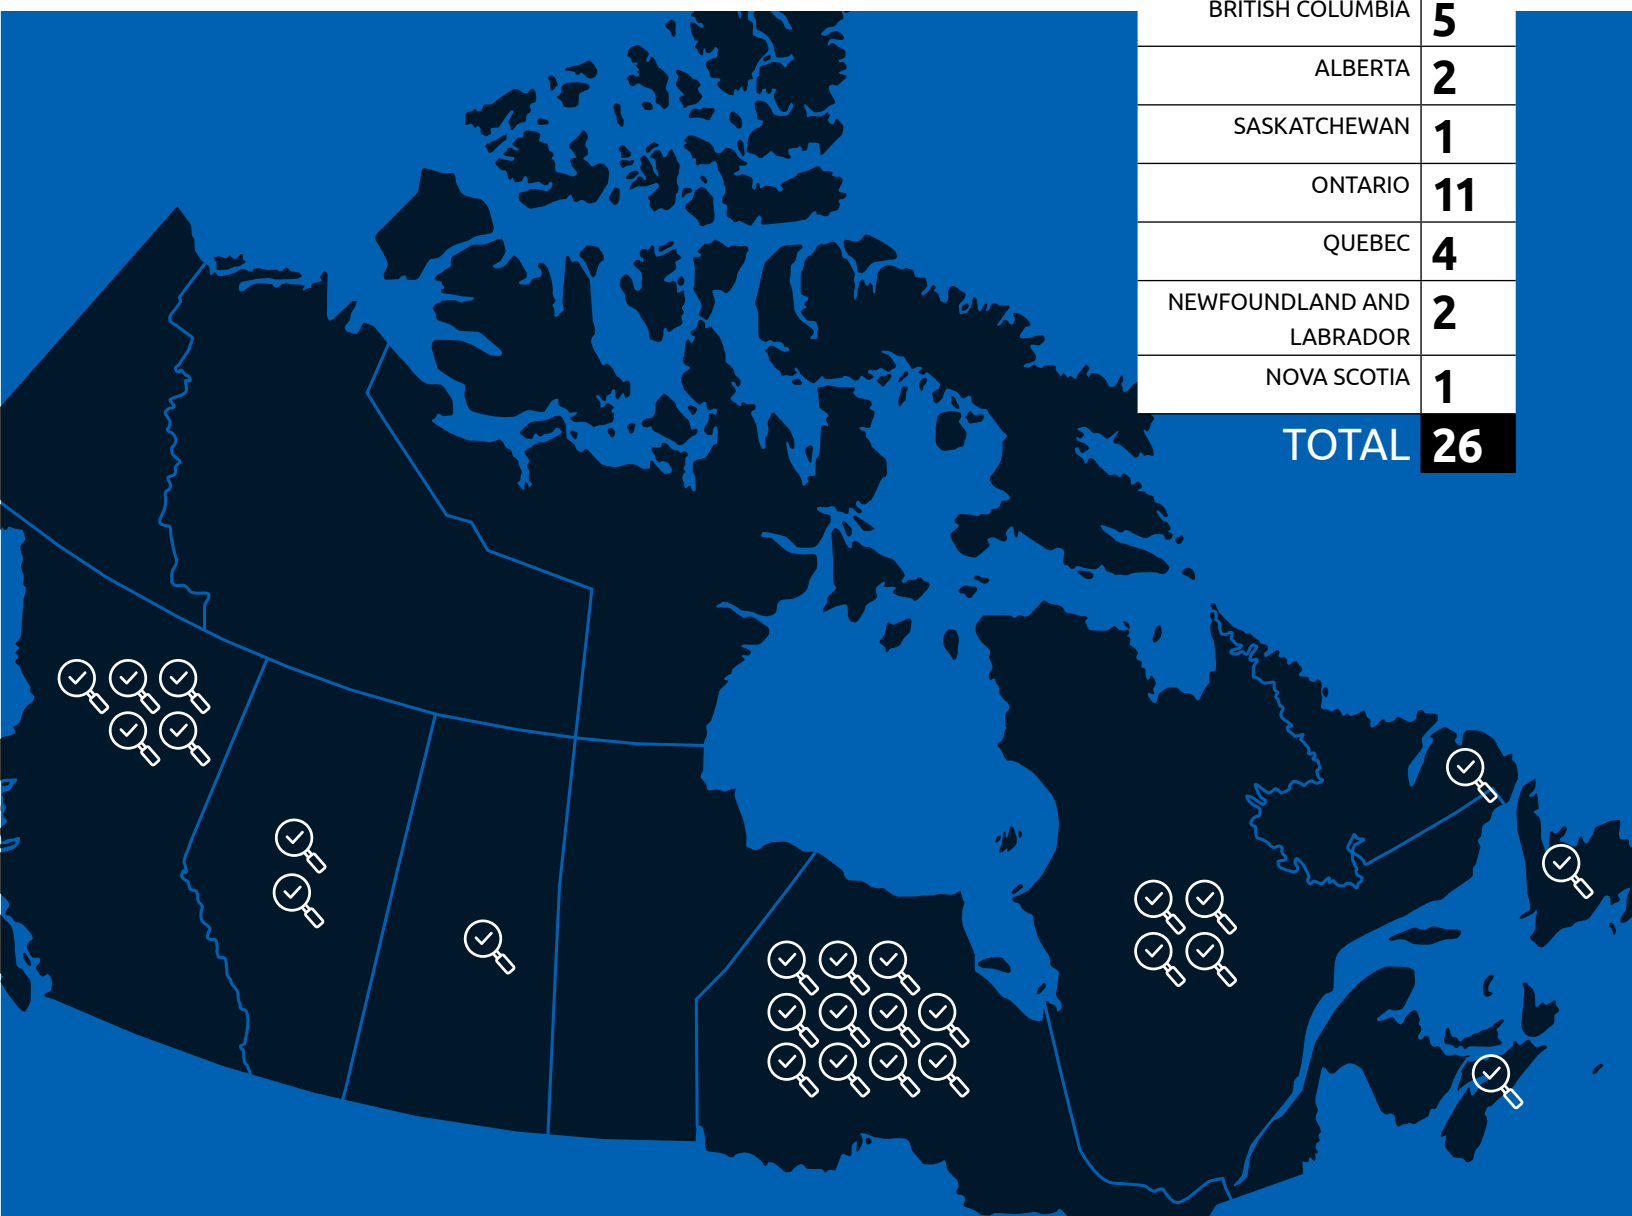 BRITISH COLUMBIA 5
ALBERTA 2
SASKATCHEWAN 1
ONTARIO 11
QUEBEC 4
NEWFOUNDLAND AND 2
LABRADOR
NOVA SCOTIA 1
TOTAL 26